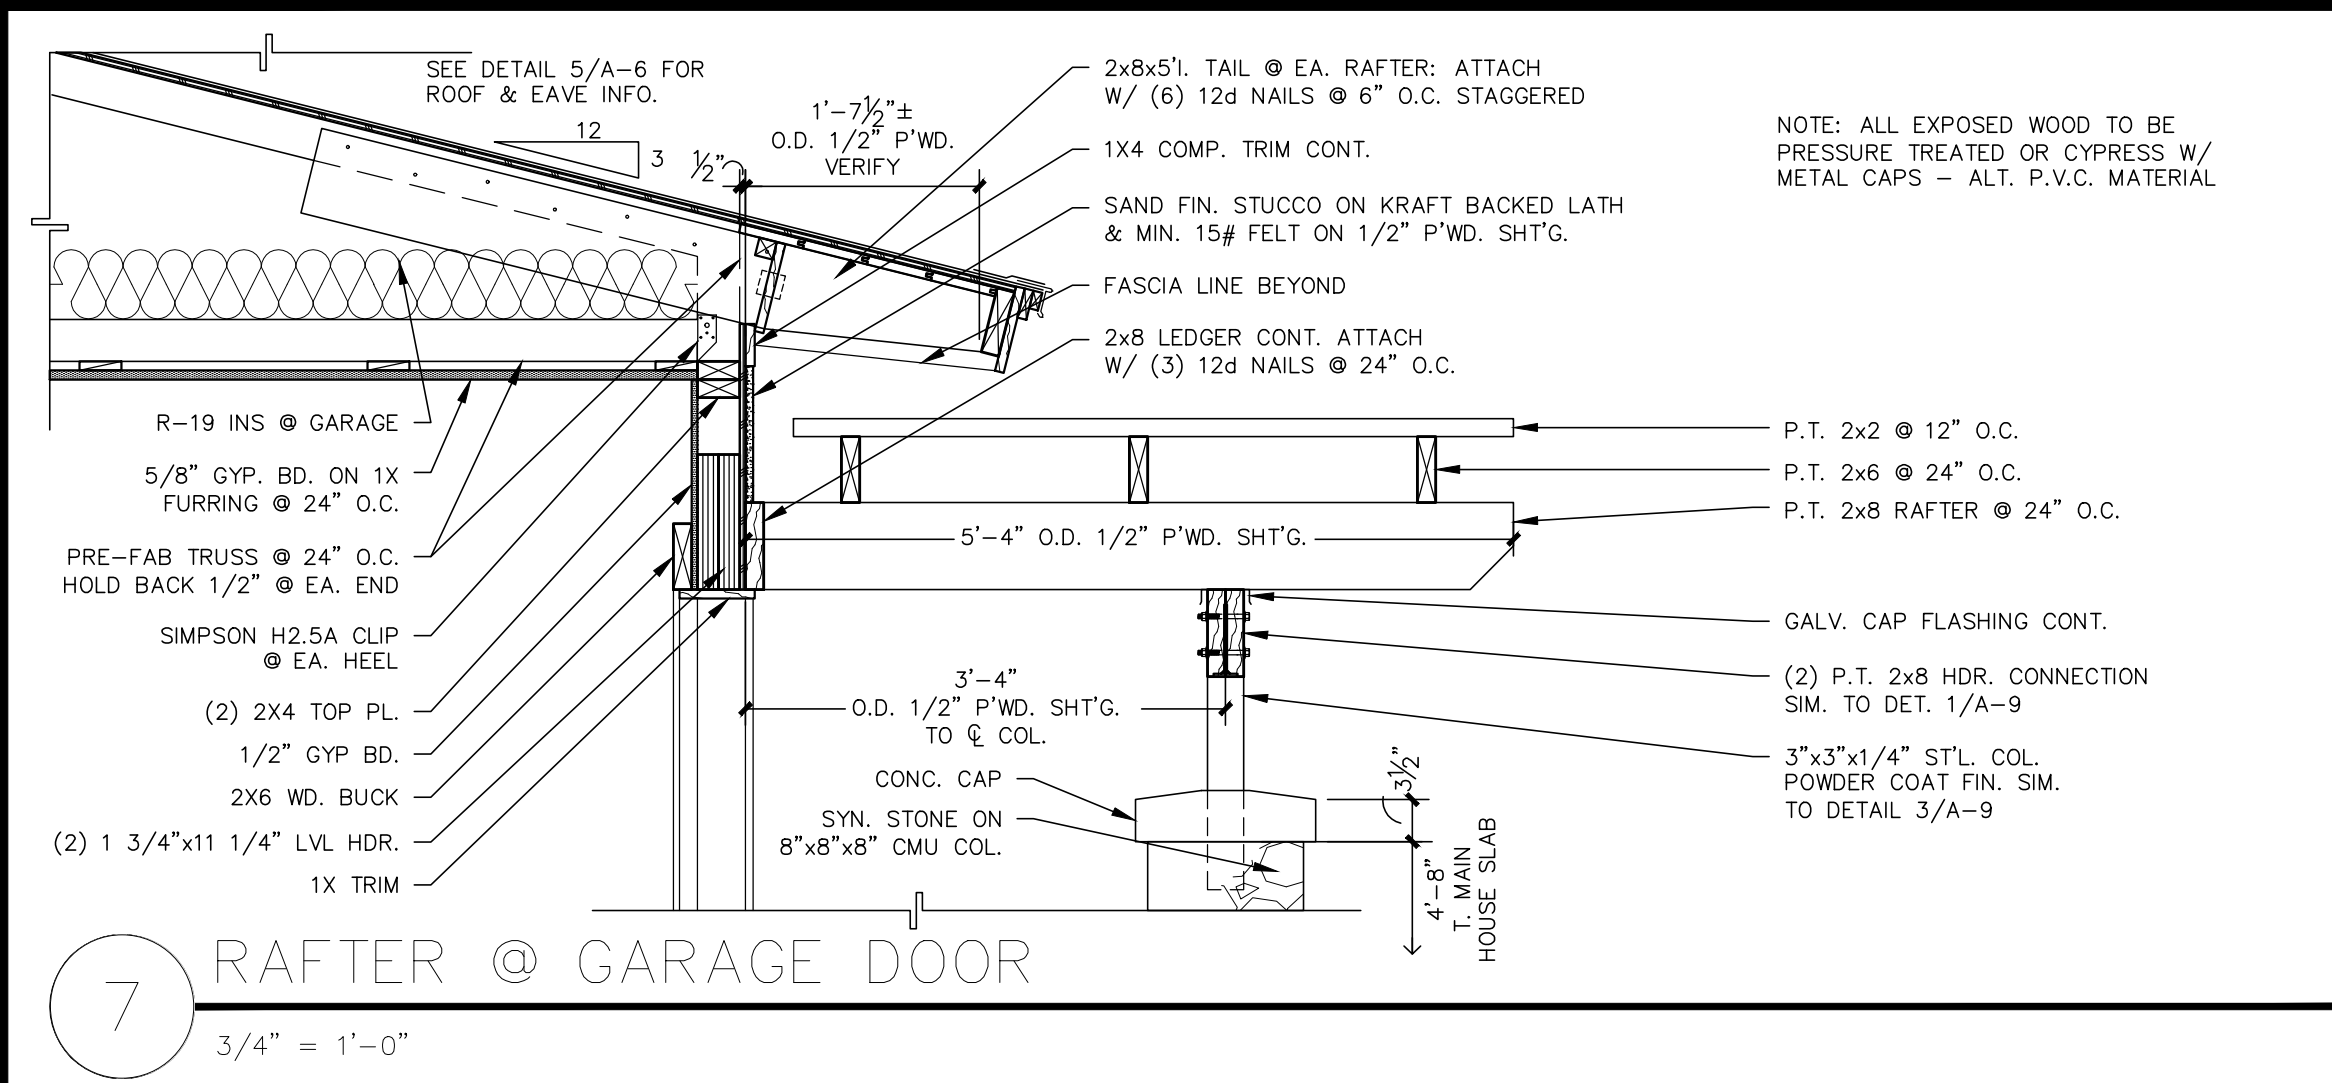 SEE DETAIL 5/A-6 FOR
ROOF & EAVE INFO.
12
3
1/2"
1'-7 1/2"±
O.D. 1/2" P'WD.
VERIFY
2x8x5'l. TAIL @ EA. RAFTER: ATTACH
W/ (6) 12d NAILS @ 6" O.C. STAGGERED
1X4 COMP. TRIM CONT.
SAND FIN. STUCCO ON KRAFT BACKED LATH
& MIN. 15# FELT ON 1/2" P'WD. SHT'G.
FASCIA LINE BEYOND
2x8 LEDGER CONT. ATTACH
W/ (3) 12d NAILS @ 24" O.C.
NOTE: ALL EXPOSED WOOD TO BE
PRESSURE TREATED OR CYPRESS W/
METAL CAPS - ALT. P.V.C. MATERIAL
R-19 INS @ GARAGE
5/8" GYP. BD. ON 1X
FURRING @ 24" O.C.
PRE-FAB TRUSS @ 24" O.C.
HOLD BACK 1/2" @ EA. END
SIMPSON H2.5A CLIP
@ EA. HEEL
(2) 2X4 TOP PL.
1/2" GYP BD.
2X6 WD. BUCK
(2) 1 3/4"x11 1/4" LVL HDR.
1X TRIM
5'-4" O.D. 1/2" P'WD. SHT'G.
3'-4"
O.D. 1/2" P'WD. SHT'G.
TO ℄ COL.
CONC. CAP
SYN. STONE ON
8"x8"x8" CMU COL.
3 1/2"
4'-8"
T. MAIN
HOUSE SLAB
P.T. 2x2 @ 12" O.C.
P.T. 2x6 @ 24" O.C.
P.T. 2x8 RAFTER @ 24" O.C.
GALV. CAP FLASHING CONT.
(2) P.T. 2x8 HDR. CONNECTION
SIM. TO DET. 1/A-9
3"x3"x1/4" ST'L. COL.
POWDER COAT FIN. SIM.
TO DETAIL 3/A-9
7
RAFTER @ GARAGE DOOR
3/4" = 1'-0"